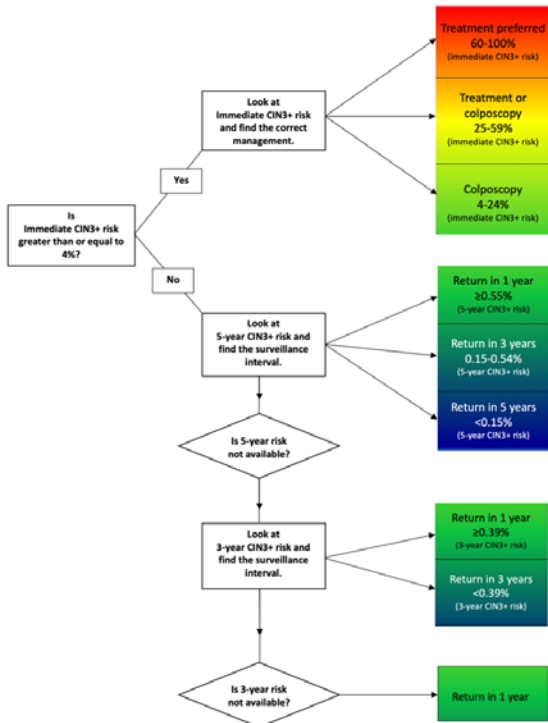 Treatment preferred
60-100%
(immediate CIN3+ risk)
Look at
Immediate CIN3+ risk
and find the correct
management.
Treatment or
colposcopy
25-59%
(immediate CIN3+ risk)
Colposcopy
4-24%
(immediate CIN3+ risk)
Yes
Is
Immediate CIN3+ risk
greater than or equal to
4%?
No
Look at
5-year CIN3+ risk and
find the surveillance
interval.
Return in 1 year
≥0.55%
(5-year CIN3+ risk)
Return in 3 years
0.15-0.54%
(5-year CIN3+ risk)
Return in 5 years
<0.15%
(5-year CIN3+ risk)
Is 5-year risk
not available?
Look at
3-year CIN3+ risk and
find the surveillance
interval.
Return in 1 year
≥0.39%
(3-year CIN3+ risk)
Return in 3 years
<0.39%
(3-year CIN3+ risk)
Is 3-year risk
not available?
Return in 1 year